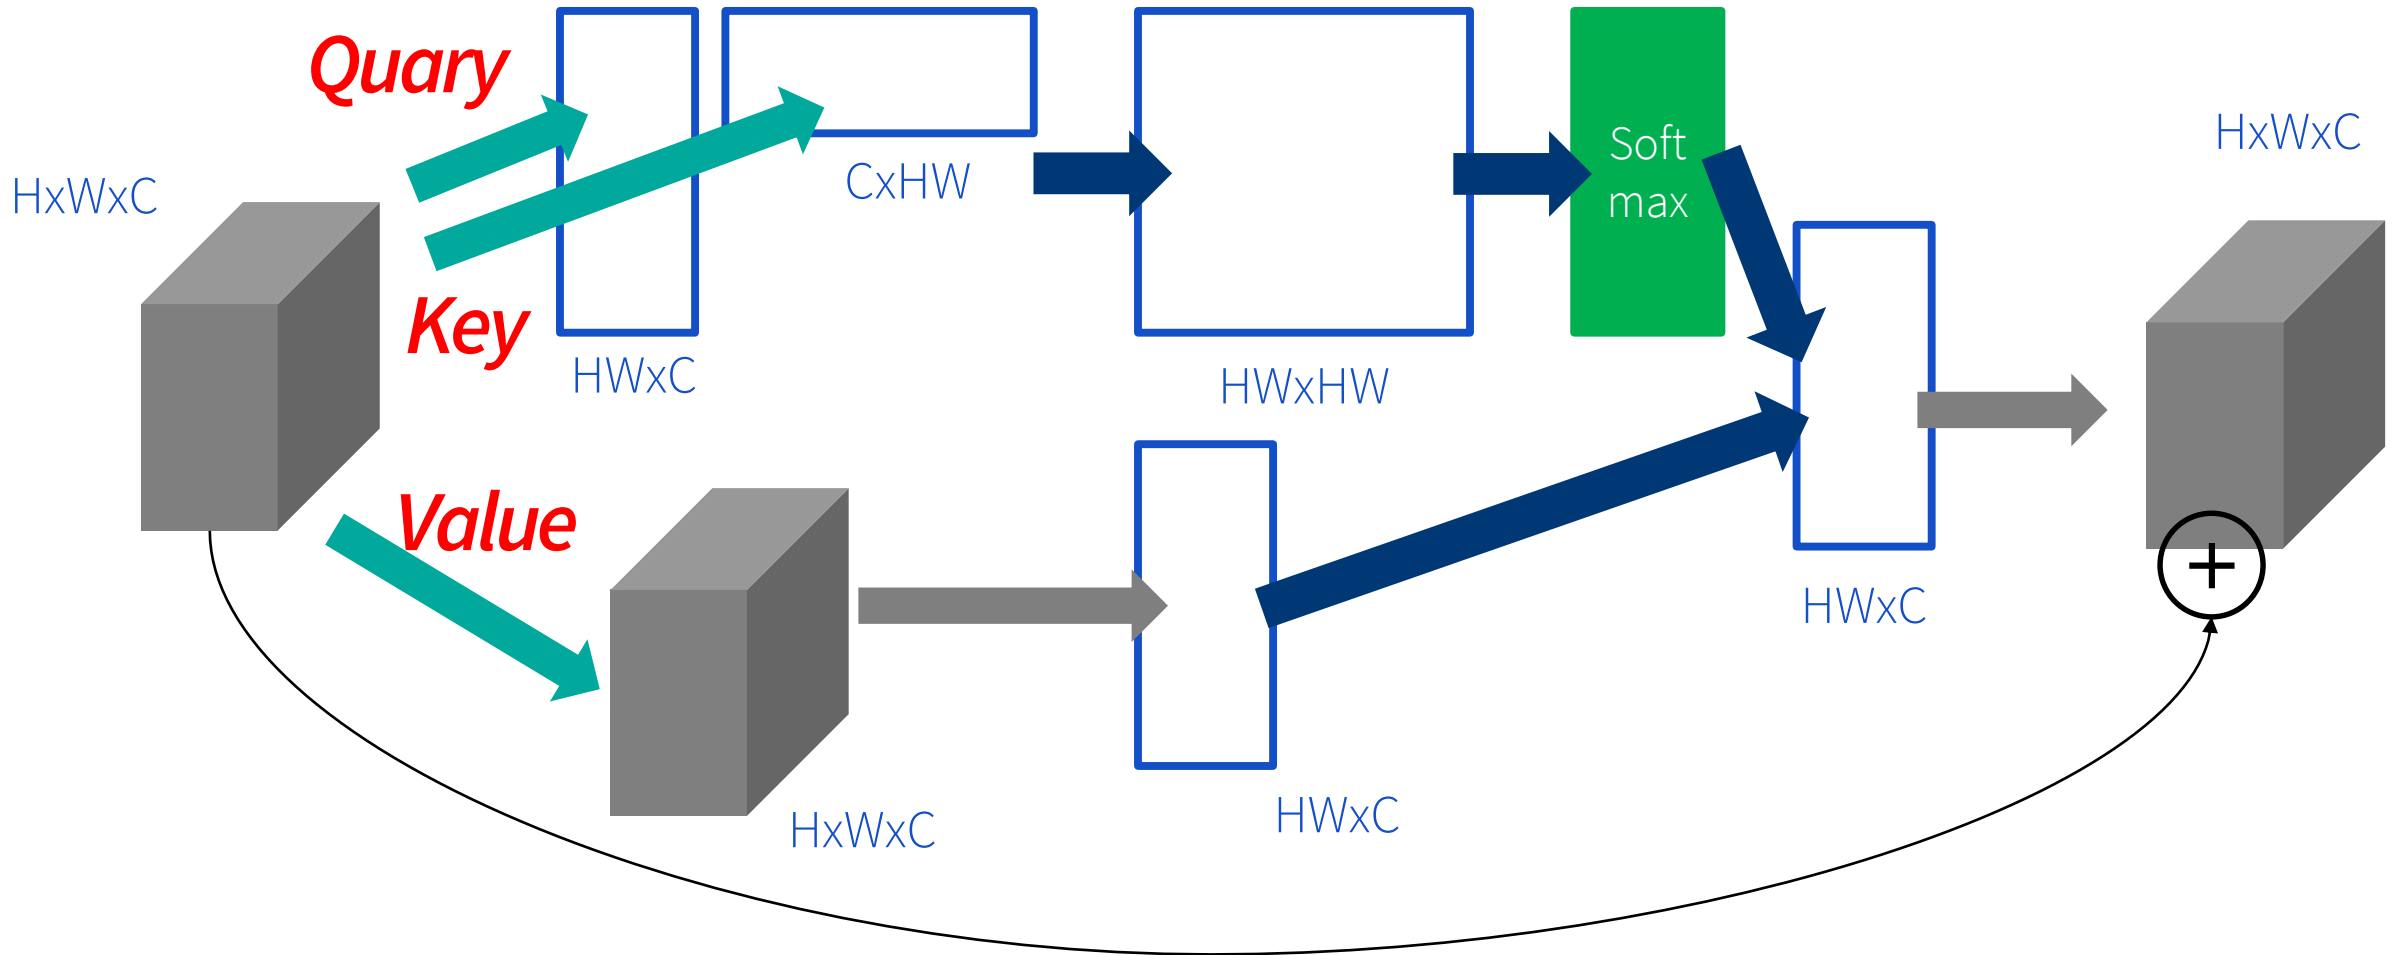 Quary
HxWxC
Key
HWxC
CxHW
HWxHW
Soft
max
HxWxC
Value
HxWxC
HWxC
HWxC
+